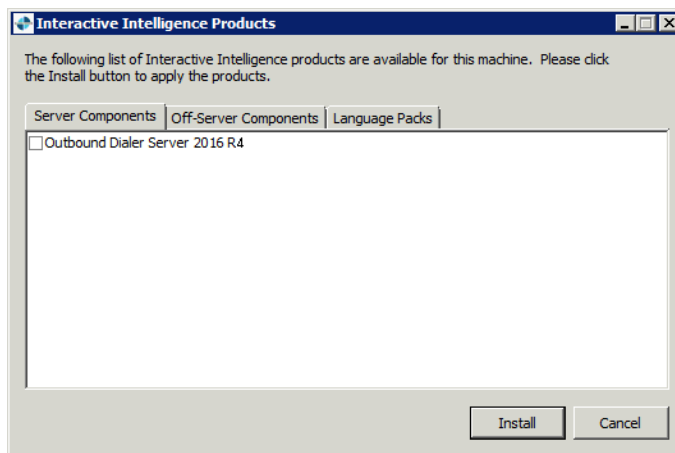 Interactive Intelligence Products
The following list of Interactive Intelligence products are available for this machine.  Please click
the Install button to apply the products.
Server Components Off-Server Components Language Packs
Outbound Dialer Server 2016 R4
Install Cancel